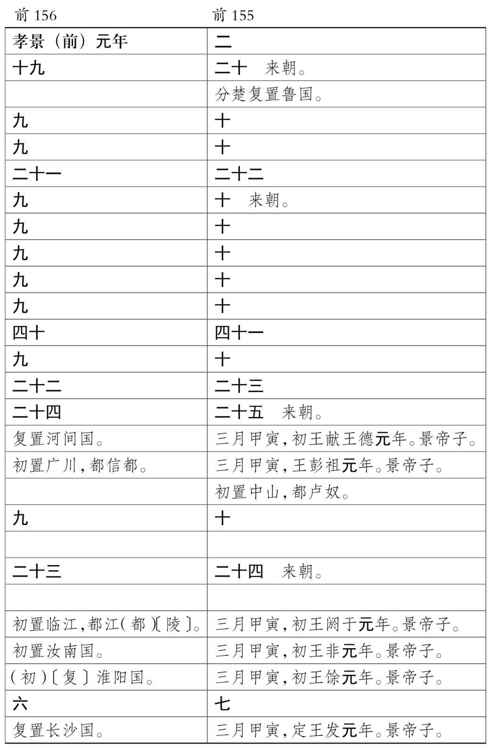 前 156 前 155
孝景（前）元年 二
十九 二十 来朝。
分楚复置鲁国。
九 十
九 十
二十一 二十二
九 十 来朝。
九 十
九 十
九 十
九 十
四十 四十一
九 十
二十二 二十三
二十四 二十五 来朝。
复置河间国。 三月甲寅，初王献王德元年。景帝子。
初置广川，都信都。 三月甲寅，王彭祖元年。景帝子。
初置中山，都卢奴。
九 十
二十三 二十四 来朝。
初置临江，都江（都）〔陵〕。 三月甲寅，初王阏于元年。景帝子。
初置汝南国。 三月甲寅，初王非元年。景帝子。
（初）〔复〕淮阳国。 三月甲寅，初王馀元年。景帝子。
六 七
复置长沙国。 三月甲寅，定王发元年。景帝子。